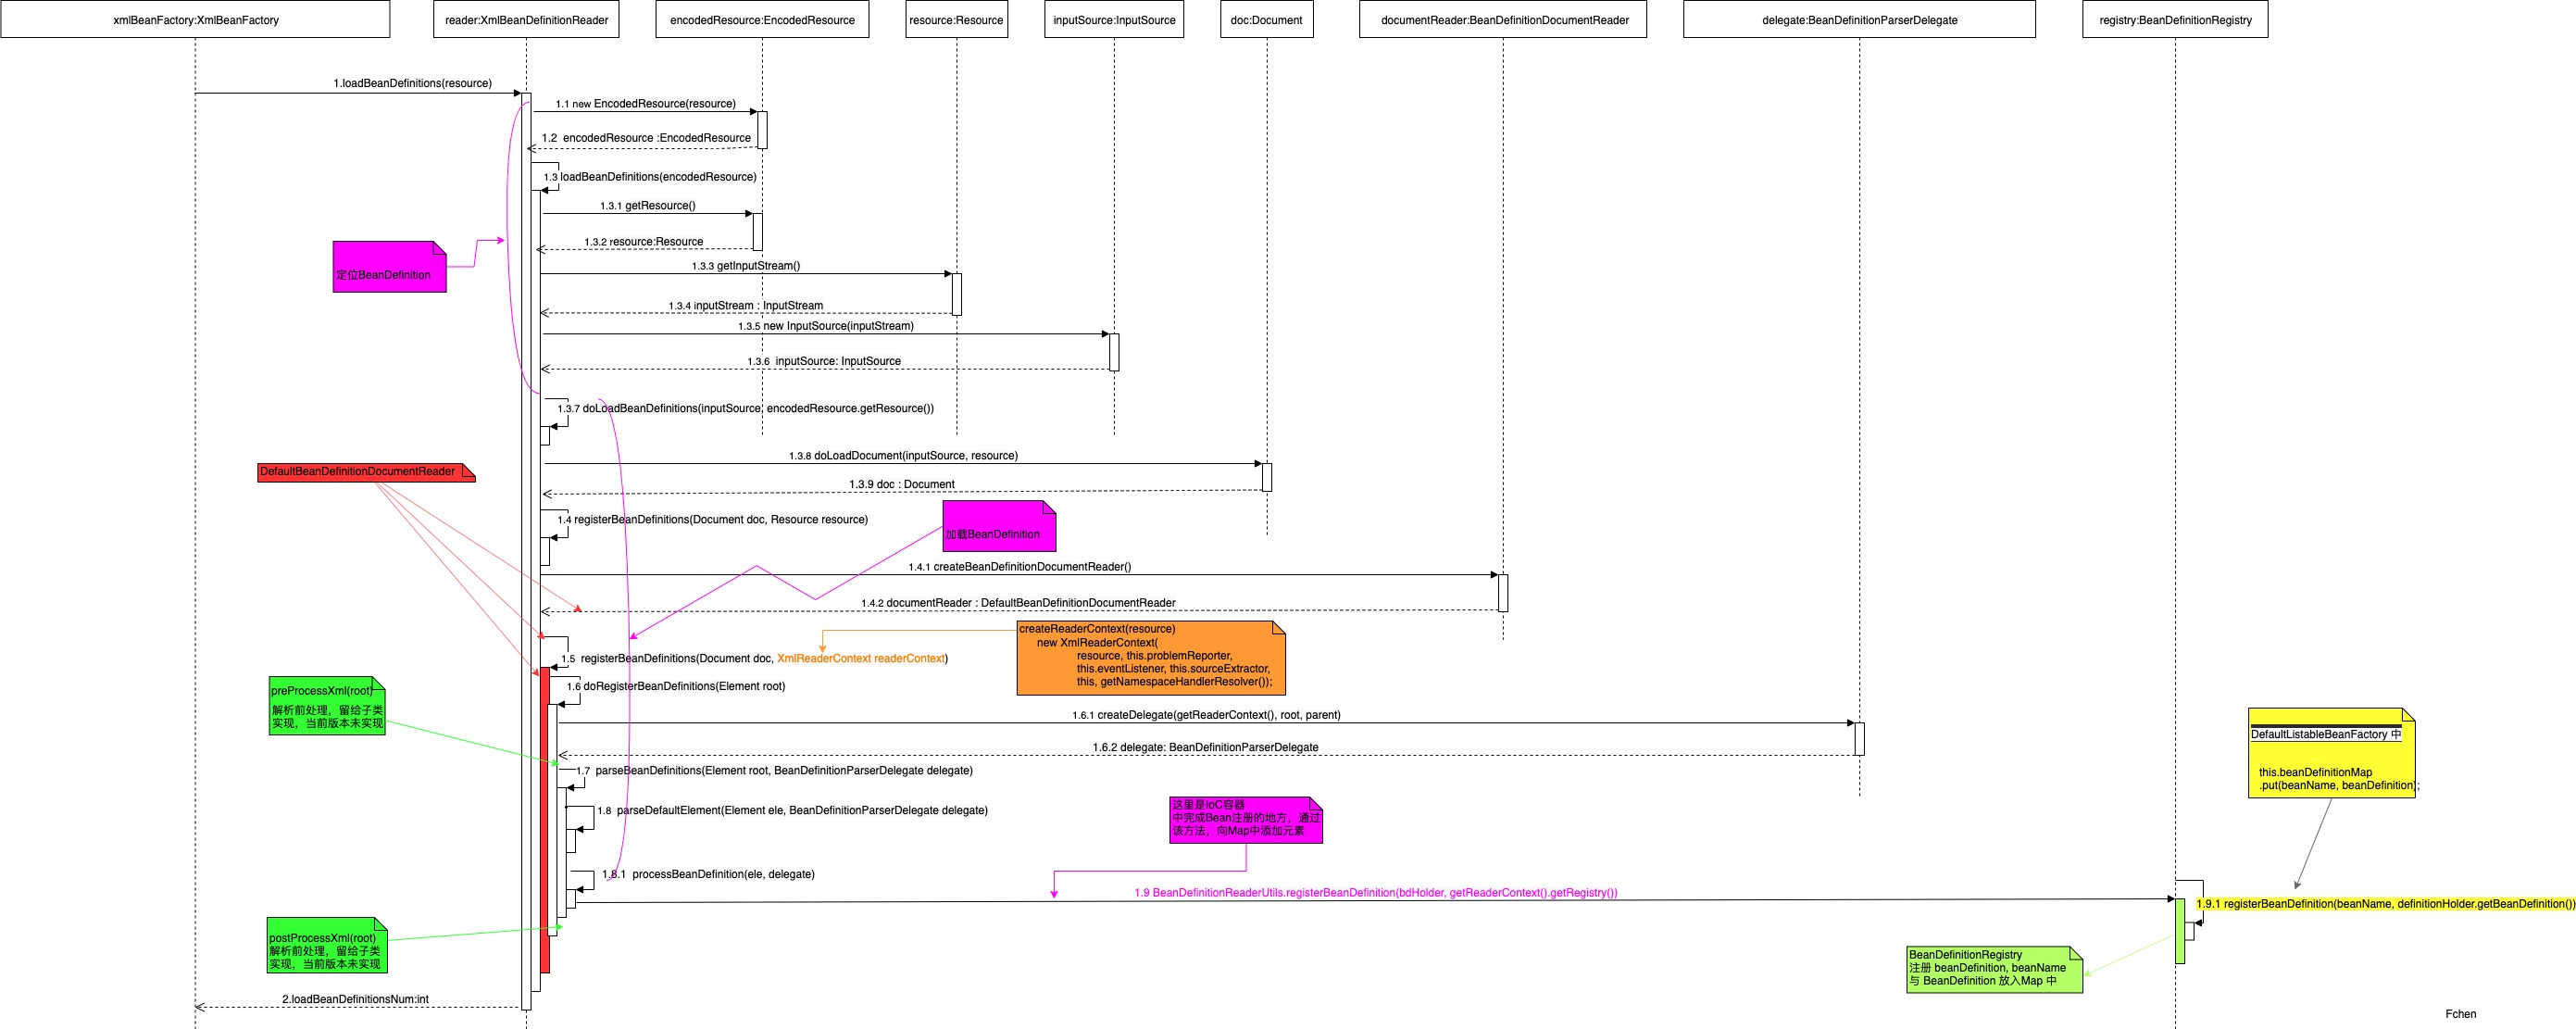 xmlBeanFactory:XmlBeanFactory
reader:XmlBeanDefinitionReader
encodedResource:EncodedResource
resource:Resource
inputSource:InputSource
doc:Document
documentReader:BeanDefinitionDocumentReader
delegate:BeanDefinitionParserDelegate
registry:BeanDefinitionRegistry
1.loadBeanDefinitions(resource)
1.1 new EncodedResource(resource)
1.2 encodedResource :EncodedResource
1.3 loadBeanDefinitions(encodedResource)
1.3.1 getResource()
1.3.2 resource:Resource
定位BeanDefinition
1.3.3 getInputStream()
1.3.4 inputStream : InputStream
1.3.5 new InputSource(inputStream)
1.3.6 inputSource: InputSource
1.3.7 doLoadBeanDefinitions(inputSource, encodedResource.getResource())
1.3.8 doLoadDocument(inputSource, resource)
DefaultBeanDefinitionDocumentReader
1.3.9 doc : Document
1.4 registerBeanDefinitions(Document doc, Resource resource)
加载BeanDefinition
1.4.1 createBeanDefinitionDocumentReader()
1.4.2 documentReader : DefaultBeanDefinitionDocumentReader
createReaderContext(resource)
new XmlReaderContext(
resource, this.problemReporter,
this.eventListener, this.sourceExtractor,
this, getNamespaceHandlerResolver());
1.5 registerBeanDefinitions(Document doc, XmlReaderContext readerContext)
1.6 doRegisterBeanDefinitions(Element root)
preProcessXml(root)
解析前处理，留给子类
实现，当前版本未实现
1.6.1 createDelegate(getReaderContext(), root, parent)
1.6.2 delegate: BeanDefinitionParserDelegate
DefaultListableBeanFactory 中
this.beanDefinitionMap
.put(beanName, beanDefinition);
1.7 parseBeanDefinitions(Element root, BeanDefinitionParserDelegate delegate)
1.8 parseDefaultElement(Element ele, BeanDefinitionParserDelegate delegate)
这里是IoC容器
中完成Bean注册的地方，通过
该方法，向Map中添加元素
1.8.1 processBeanDefinition(ele, delegate)
1.9 BeanDefinitionReaderUtils.registerBeanDefinition(bdHolder, getReaderContext().getRegistry())
1.9.1 registerBeanDefinition(beanName, definitionHolder.getBeanDefinition())
postProcessXml(root)
解析前处理，留给子类
实现，当前版本未实现
BeanDefinitionRegistry
注册 beanDefinition, beanName
与 BeanDefinition 放入Map 中
2.loadBeanDefinitionsNum:int
Fchen